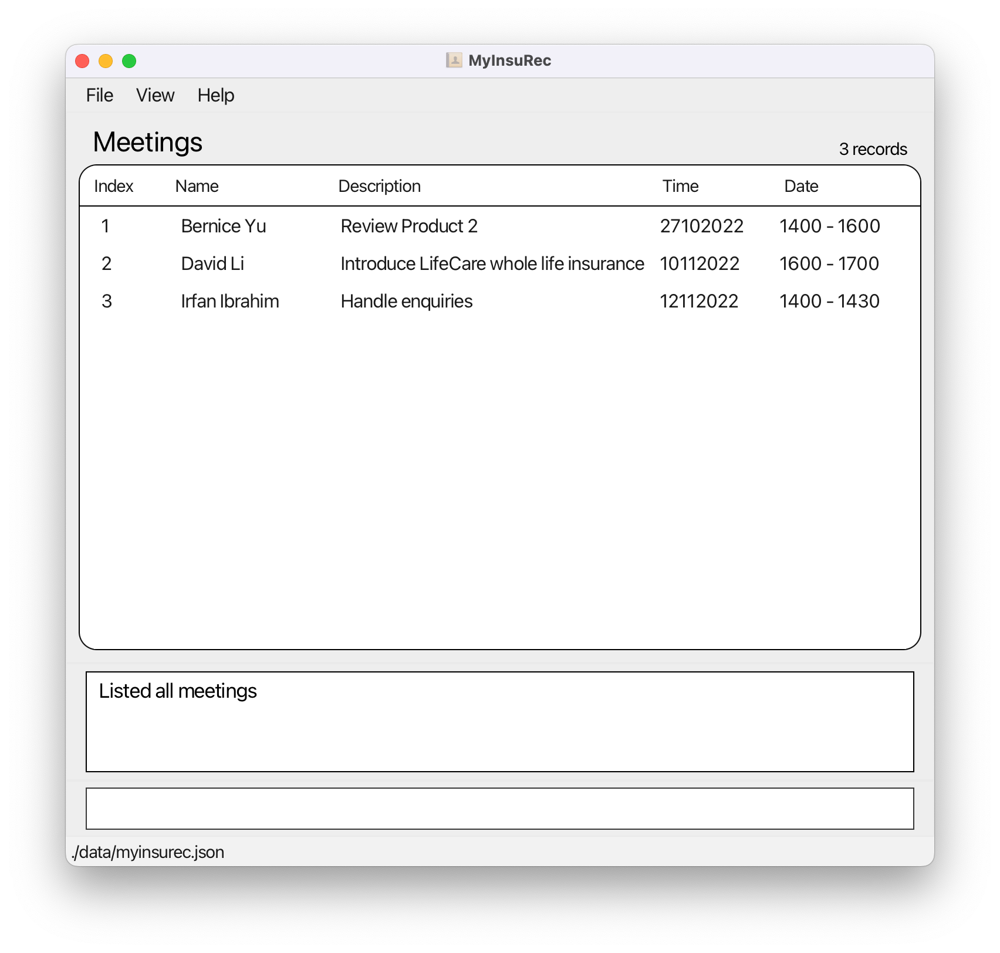 MyInsuRec
File View Help
Meetings
3 records
Index Name Description Time Date
1 Bernice Yu Review Product 2 27102022 1400 - 1600
2 David Li Introduce LifeCare whole life insurance 10112022 1600 - 1700
3 Irfan Ibrahim Handle enquiries 12112022 1400 - 1430
Listed all meetings
./data/myinsurec.json